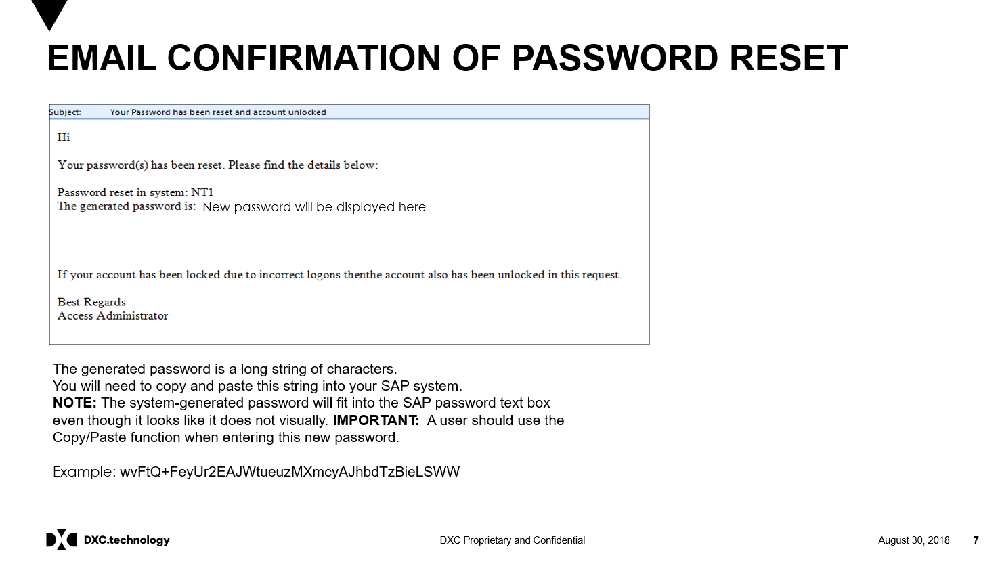 EMAIL CONFIRMATION OF PASSWORD RESET
Subject: Your Password has been reset and account unlocked
Hi
Your password(s) has been reset. Please find the details below:
Password reset in system: NT1
The generated password is: New password will be displayed here
If your account has been locked due to incorrect logons thenthe account also has been unlocked in this request.
Best Regards
Access Administrator
The generated password is a long string of characters.
You will need to copy and paste this string into your SAP system.
NOTE: The system-generated password will fit into the SAP password text box
even though it looks like it does not visually. IMPORTANT: A user should use the
Copy/Paste function when entering this new password.
Example: wvFtQ+FeyUr2EAJWtueuzMXmcyAJhbdTzBieLSWW
DXC.technology
DXC Proprietary and Confidential
August 30, 2018
7